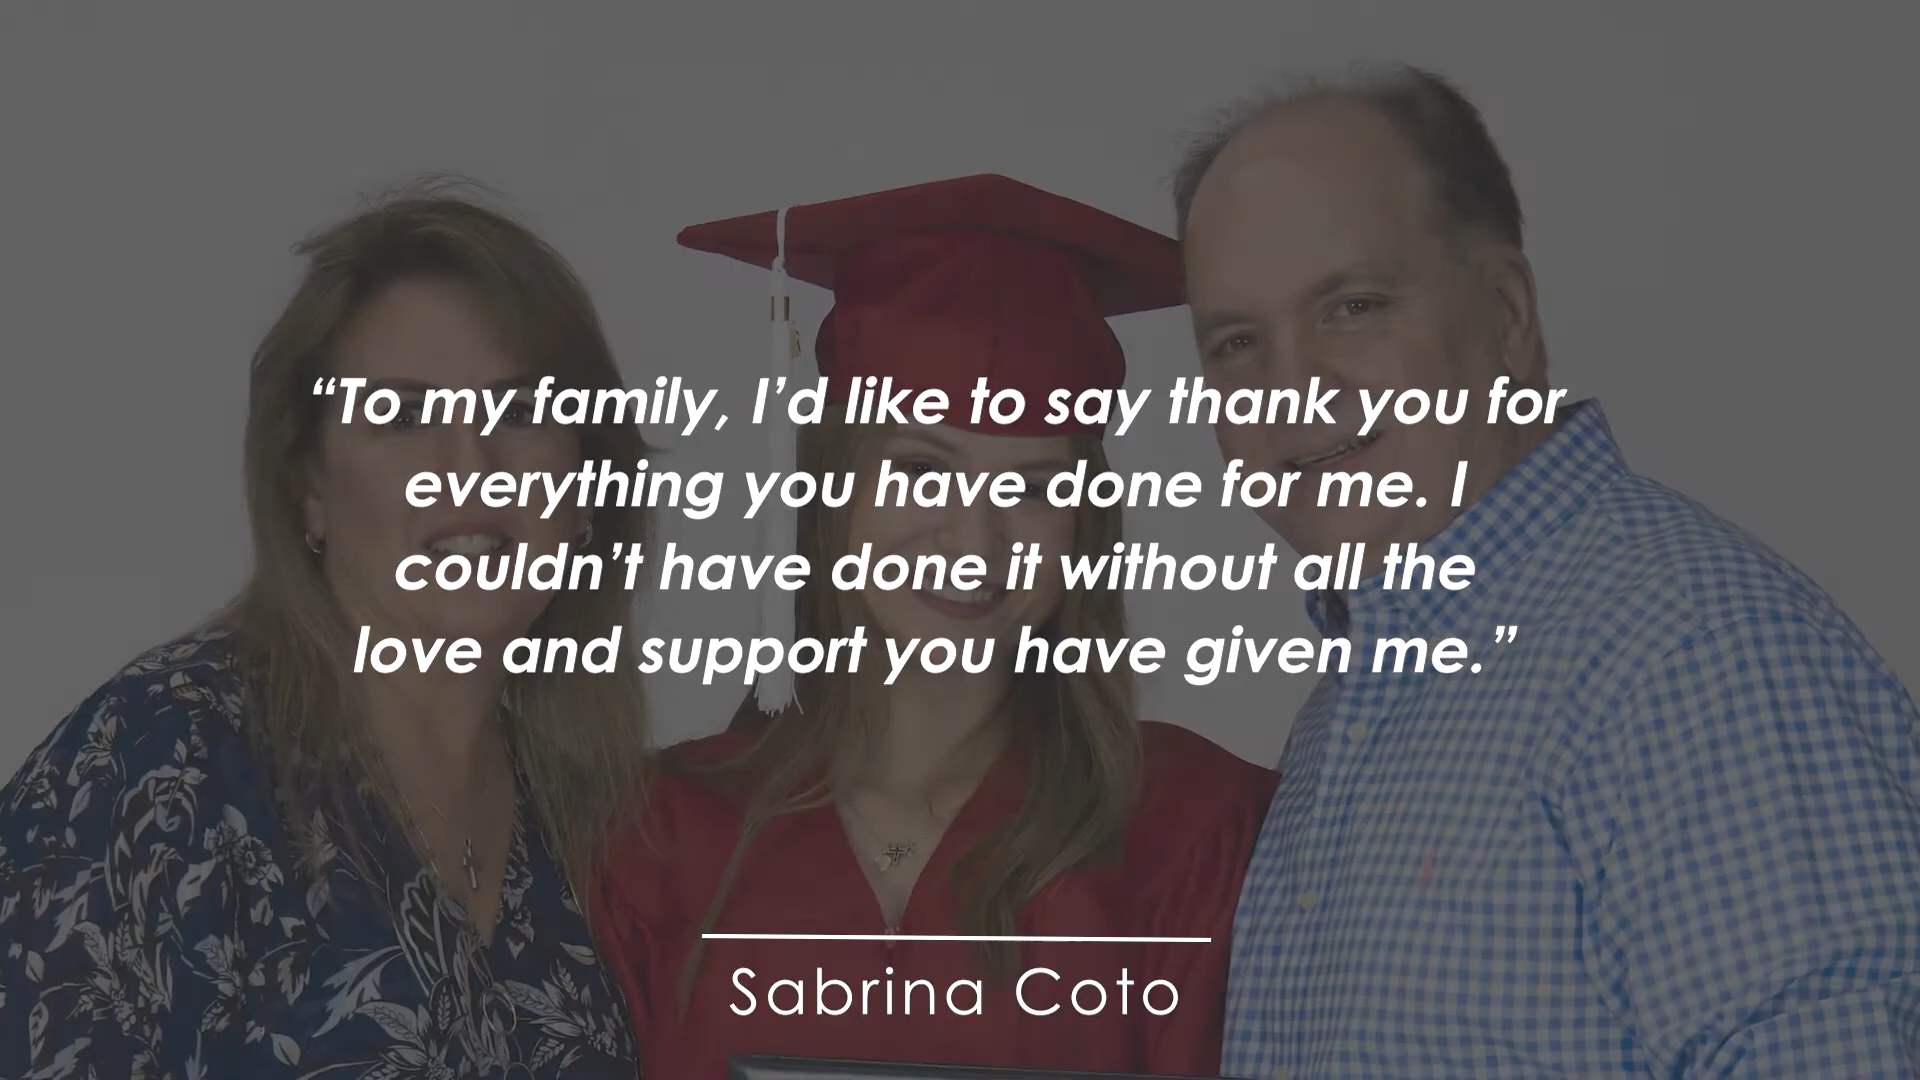 “To my family, I’d like to say thank you for
everything you have done for me. I
couldn’t have done it without all the
love and support you have given me.”
Sabrina Coto